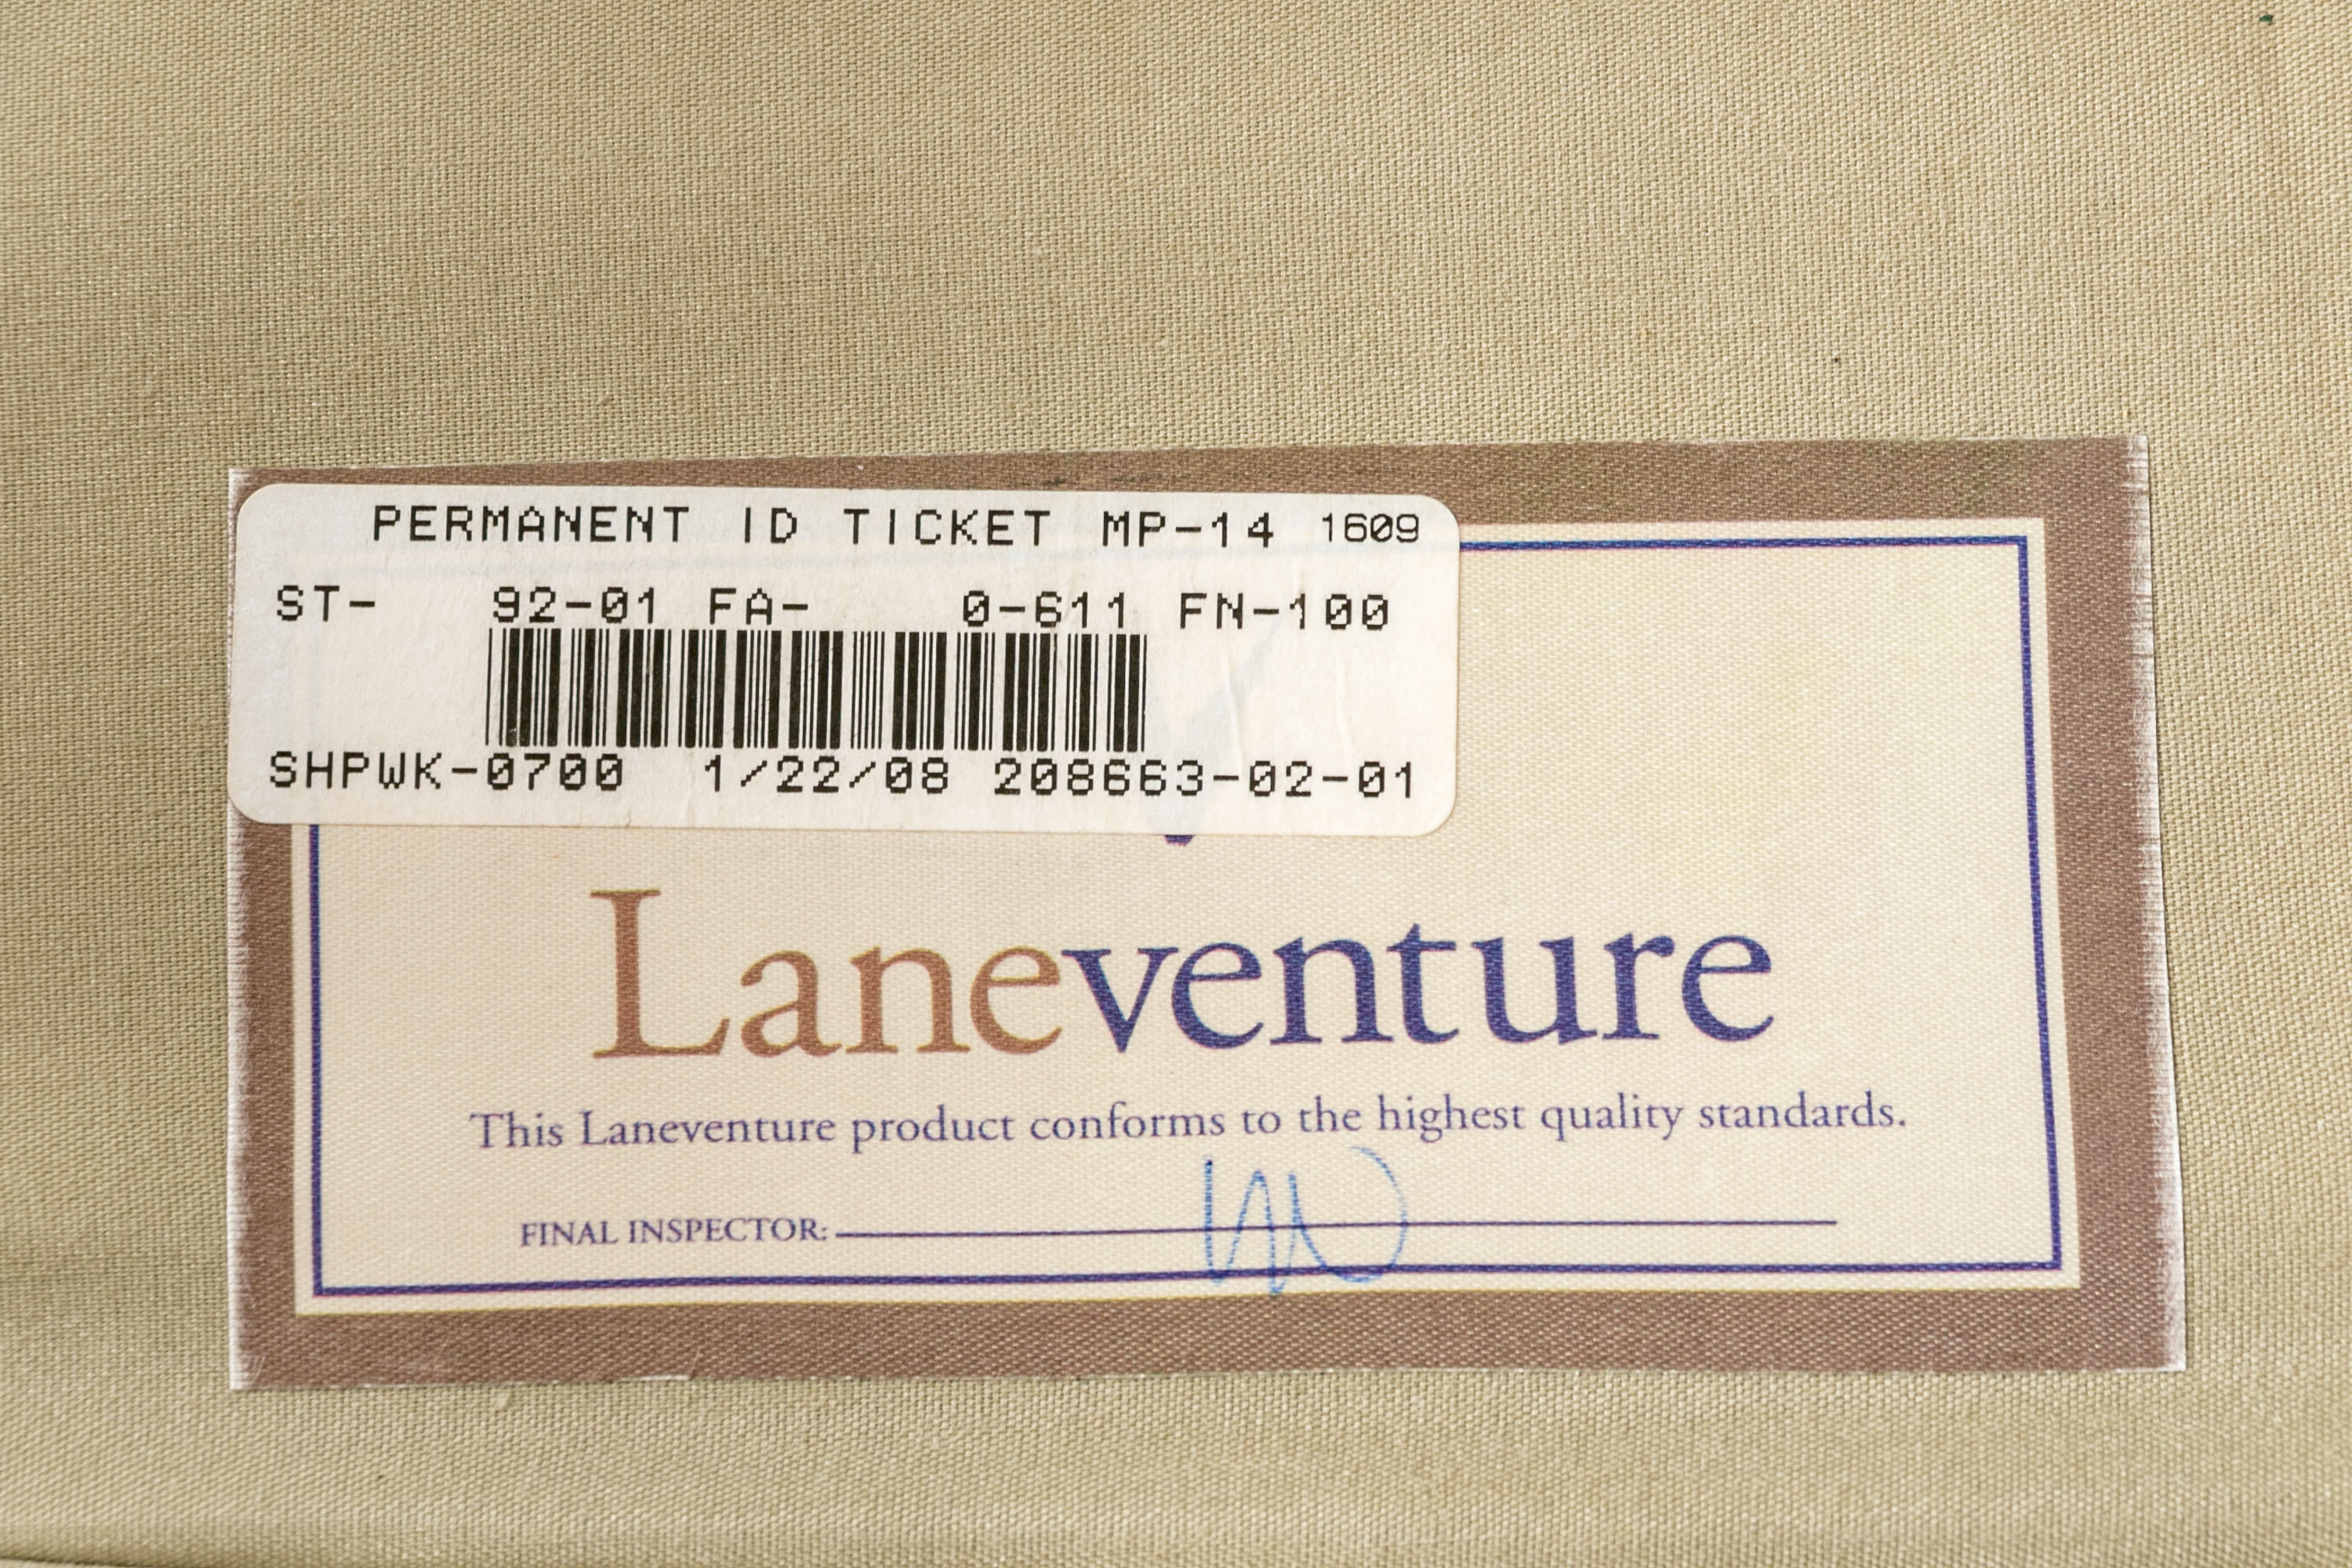 PERMANENT ID TICKET MP-14 1609
ST- 92-01 FA- 0-611 FN-100
SHPWK-0700 1/22/08 208663-02-01
Laneventure
This Laneventure product conforms to the highest quality standards.
FINAL INSPECTOR: